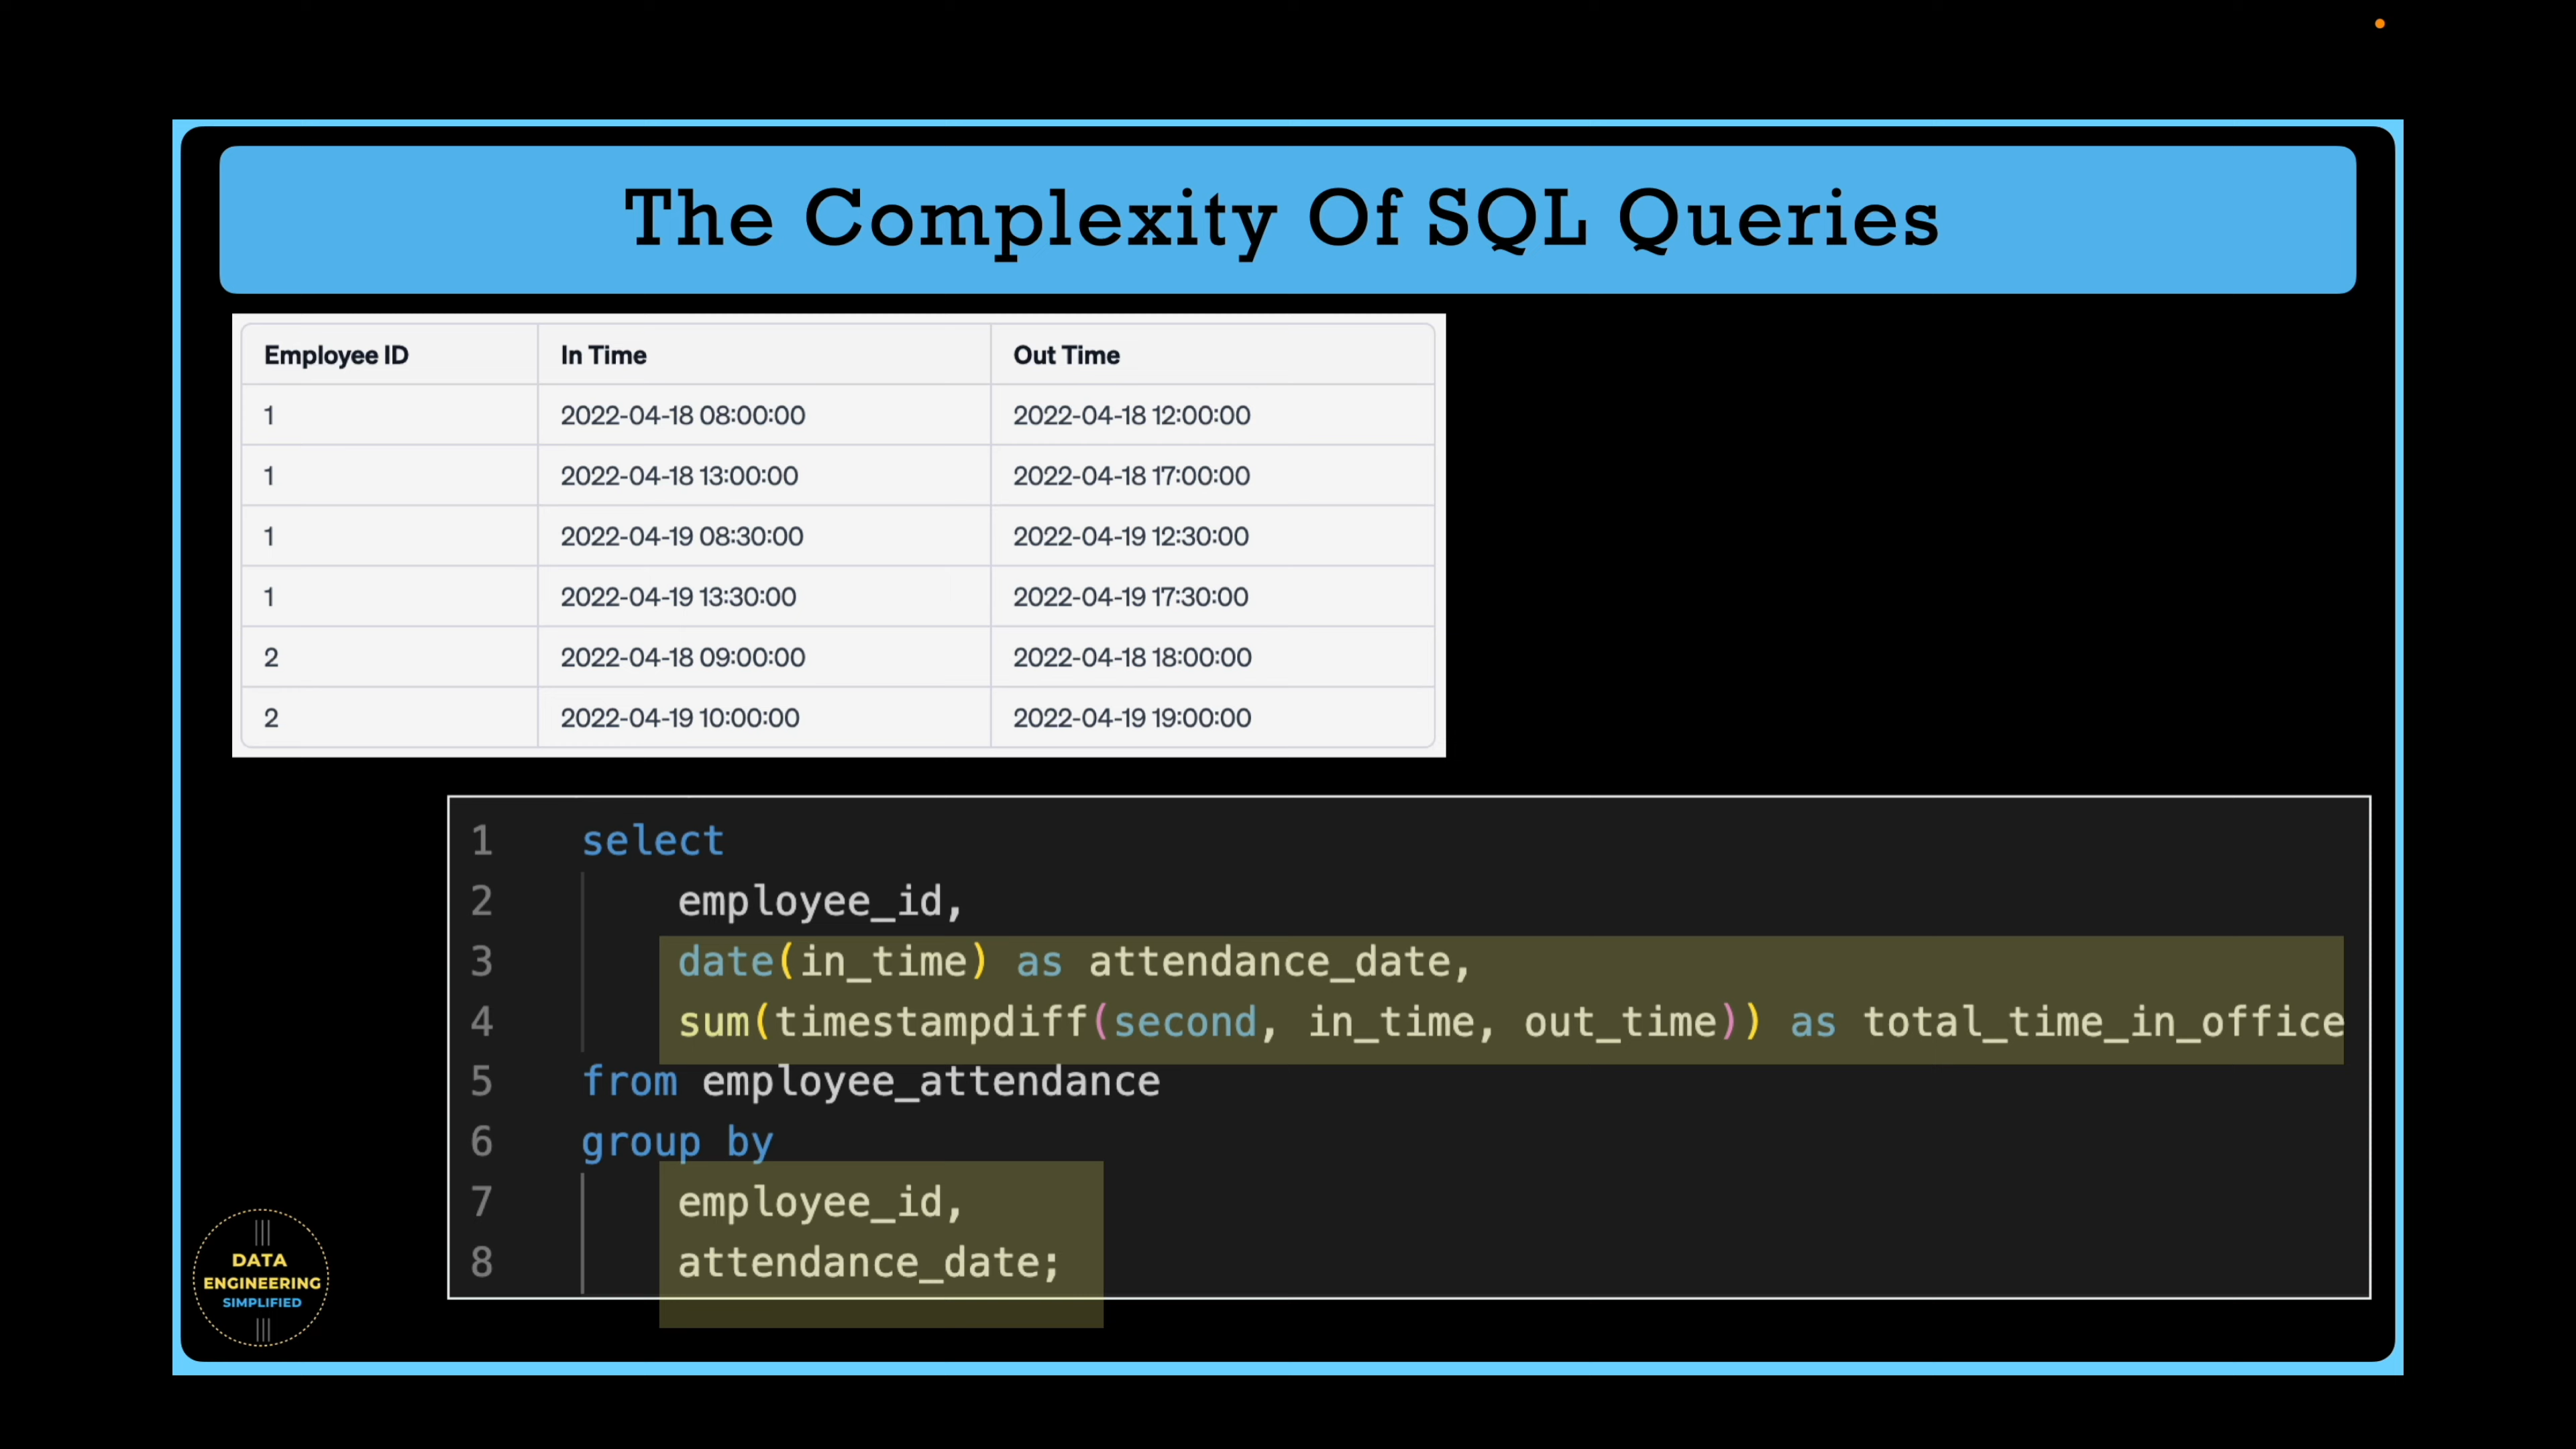 The Complexity Of SQL Queries
Employee ID In Time Out Time
1 2022-04-18 08:00:00 2022-04-18 12:00:00
1 2022-04-18 13:00:00 2022-04-18 17:00:00
1 2022-04-19 08:30:00 2022-04-19 12:30:00
1 2022-04-19 13:30:00 2022-04-19 17:30:00
2 2022-04-18 09:00:00 2022-04-18 18:00:00
2 2022-04-19 10:00:00 2022-04-19 19:00:00
1 select
2 employee_id,
3 date(in_time) as attendance_date,
4 sum(timestampdiff(second, in_time, out_time)) as total_time_in_office
5 from employee_attendance
6 group by
7 employee_id,
8 attendance_date;
DATA
ENGINEERING
SIMPLIFIED